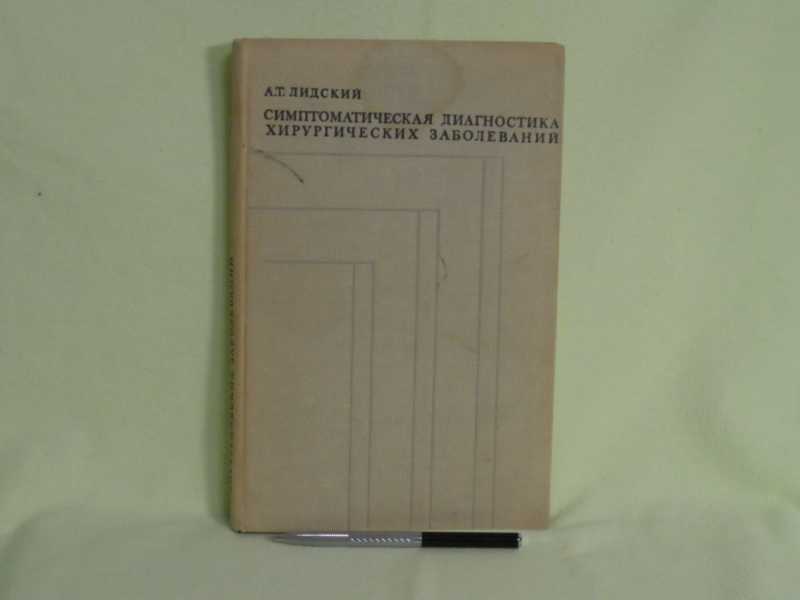 А.Т. ЛИДСКИЙ
СИМПТОМАТИЧЕСКАЯ ДИАГНОСТИКА
ХИРУРГИЧЕСКИХ ЗАБОЛЕВАНИЙ